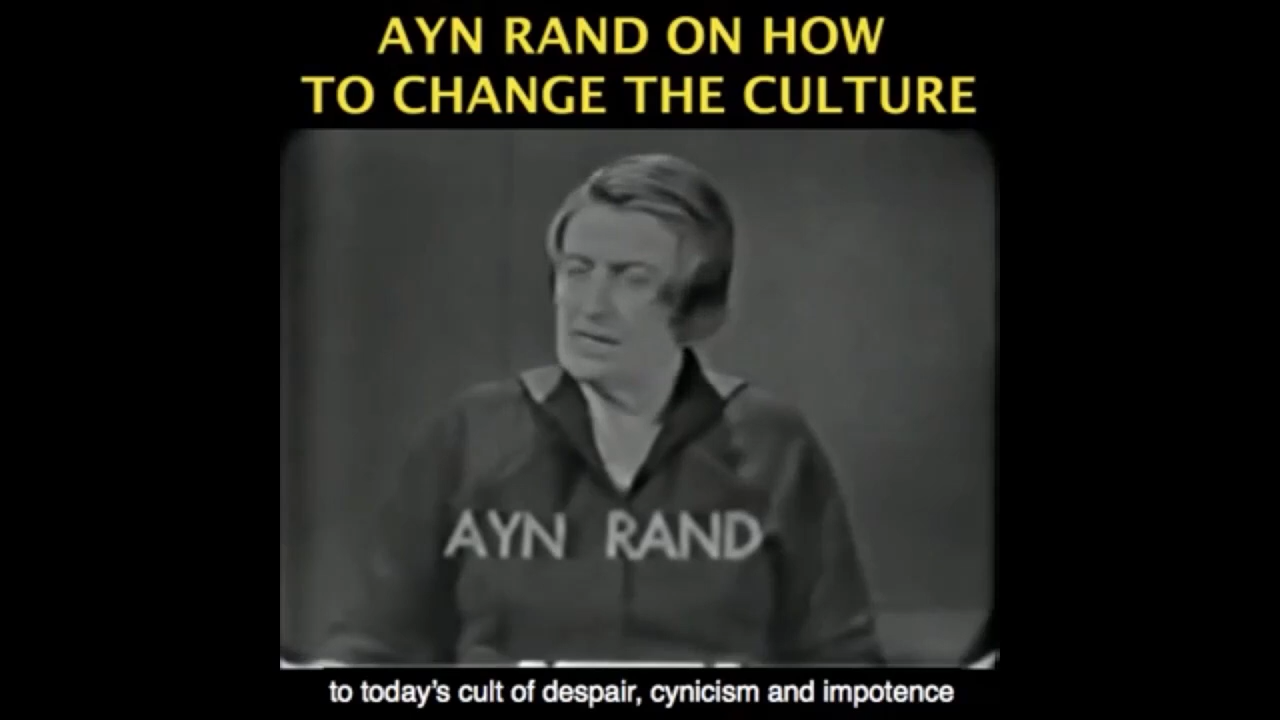 AYN RAND ON HOW
TO CHANGE THE CULTURE
AYN RAND
to today's cult of despair, cynicism and impotence